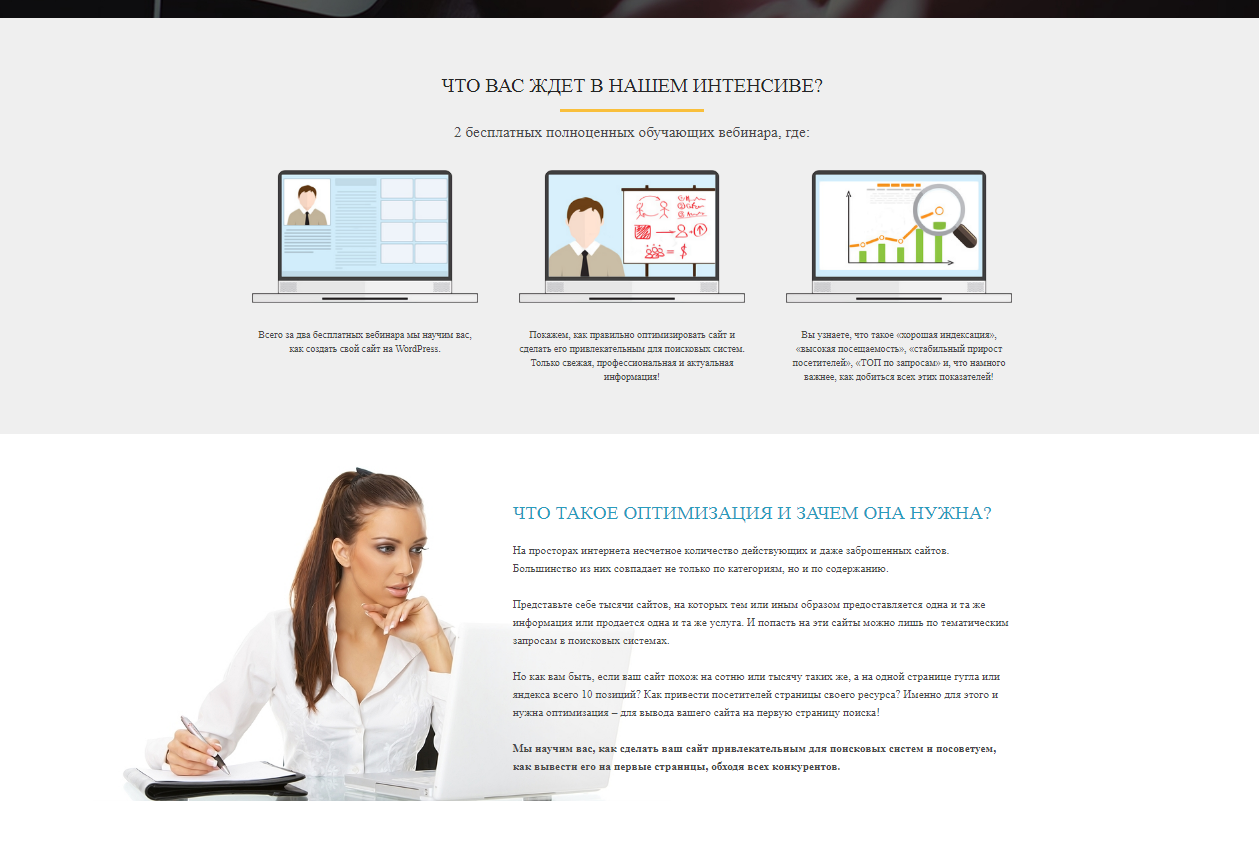 ЧТО ВАС ЖДЕТ В НАШЕМ ИНТЕНСИВЕ?
2 бесплатных полноценных обучающих вебинара, где:
Всего за два бесплатных вебинара мы научим вас,
как создать свой сайт на WordPress.
Покажем, как правильно оптимизировать сайт и
сделать его привлекательным для поисковых систем.
Только свежая, профессиональная и актуальная
информация!
Вы узнаете, что такое «хорошая индексация»,
«высокая посещаемость», «стабильный прирост
посетителей», «ТОП по запросам» и, что намного
важнее, как добиться всех этих показателей!
ЧТО ТАКОЕ ОПТИМИЗАЦИЯ И ЗАЧЕМ ОНА НУЖНА?
На просторах интернета несчетное количество действующих и даже заброшенных сайтов.
Большинство из них совпадает не только по категориям, но и по содержанию.
Представьте себе тысячи сайтов, на которых тем или иным образом предоставляется одна и та же
информация или продается одна и та же услуга. И попасть на эти сайты можно лишь по тематическим
запросам в поисковых системах.
Но как вам быть, если ваш сайт похож на сотню или тысячу таких же, а на одной странице гугла или
яндекса всего 10 позиций? Как привести посетителей страницы своего ресурса? Именно для этого и
нужна оптимизация – для вывода вашего сайта на первую страницу поиска!
Мы научим вас, как сделать ваш сайт привлекательным для поисковых систем и посоветуем,
как вывести его на первые страницы, обходя всех конкурентов.